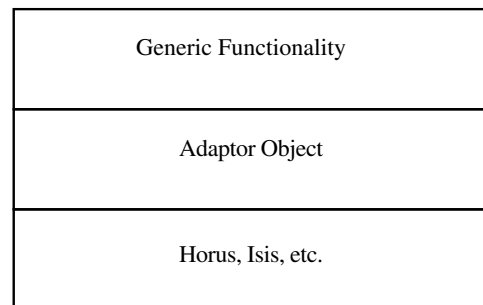 Generic Functionality
Adaptor Object
Horus, Isis, etc.